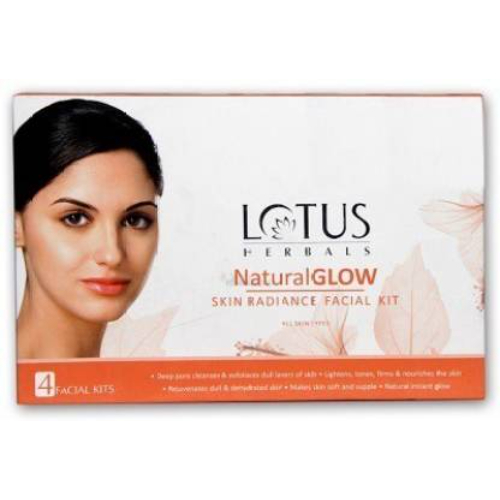 LOTUS
HERBALS
NaturalGLOW
SKIN RADIANCE FACIAL KIT
ALL SKIN TYPES
4 FACIAL KITS
• Deep pore cleanses & exfoliates dull layers of skin • Lightens, tones, firms & nourishes the skin
• Rejuvenates dull & dehydrated skin • Makes skin soft and supple • Natural instant glow